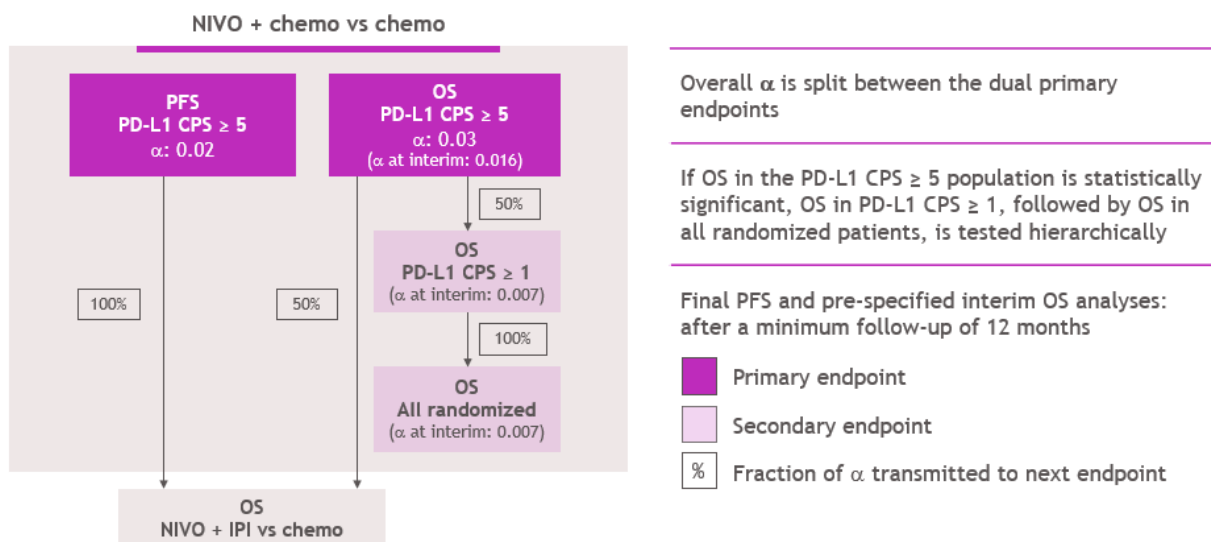 NIVO + chemo vs chemo
PFS
PD-L1 CPS ≥ 5
α: 0.02
OS
PD-L1 CPS ≥ 5
α: 0.03
(α at interim: 0.016)
50%
OS
PD-L1 CPS ≥ 1
(α at interim: 0.007)
100%
50%
100%
OS
All randomized
(α at interim: 0.007)
OS
NIVO + IPI vs chemo
Overall α is split between the dual primary
endpoints
If OS in the PD-L1 CPS ≥ 5 population is statistically
significant, OS in PD-L1 CPS ≥ 1, followed by OS in
all randomized patients, is tested hierarchically
Final PFS and pre-specified interim OS analyses:
after a minimum follow-up of 12 months
Primary endpoint
Secondary endpoint
% Fraction of α transmitted to next endpoint